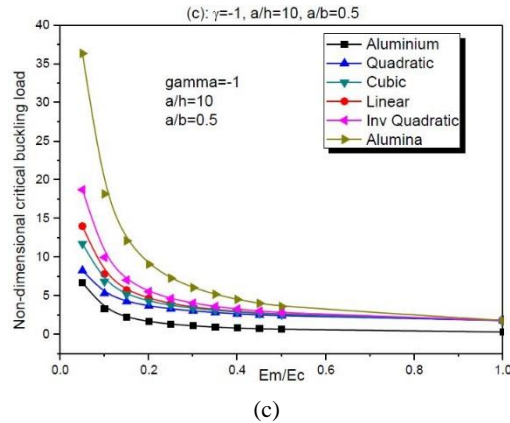 (c): γ=-1, a/h=10, a/b=0.5
Non-dimensional critical buckling load
40
35
30
25
20
15
10
5
0
gamma=-1
a/h=10
a/b=0.5
Aluminium
Quadratic
Cubic
Linear
Inv Quadratic
Alumina
0.0 0.2 0.4 0.6 0.8 1.0
Em/Ec
(c)